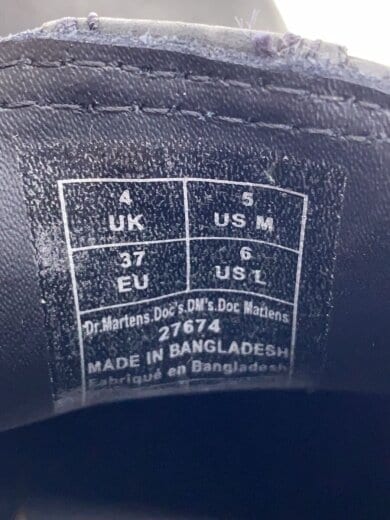 4 5
UK US M
37 6
EU US L
Dr.Martens.Doc's.DM's.Doc Martens
27674
MADE IN BANGLADESH
Fabriqué en Bangladesh